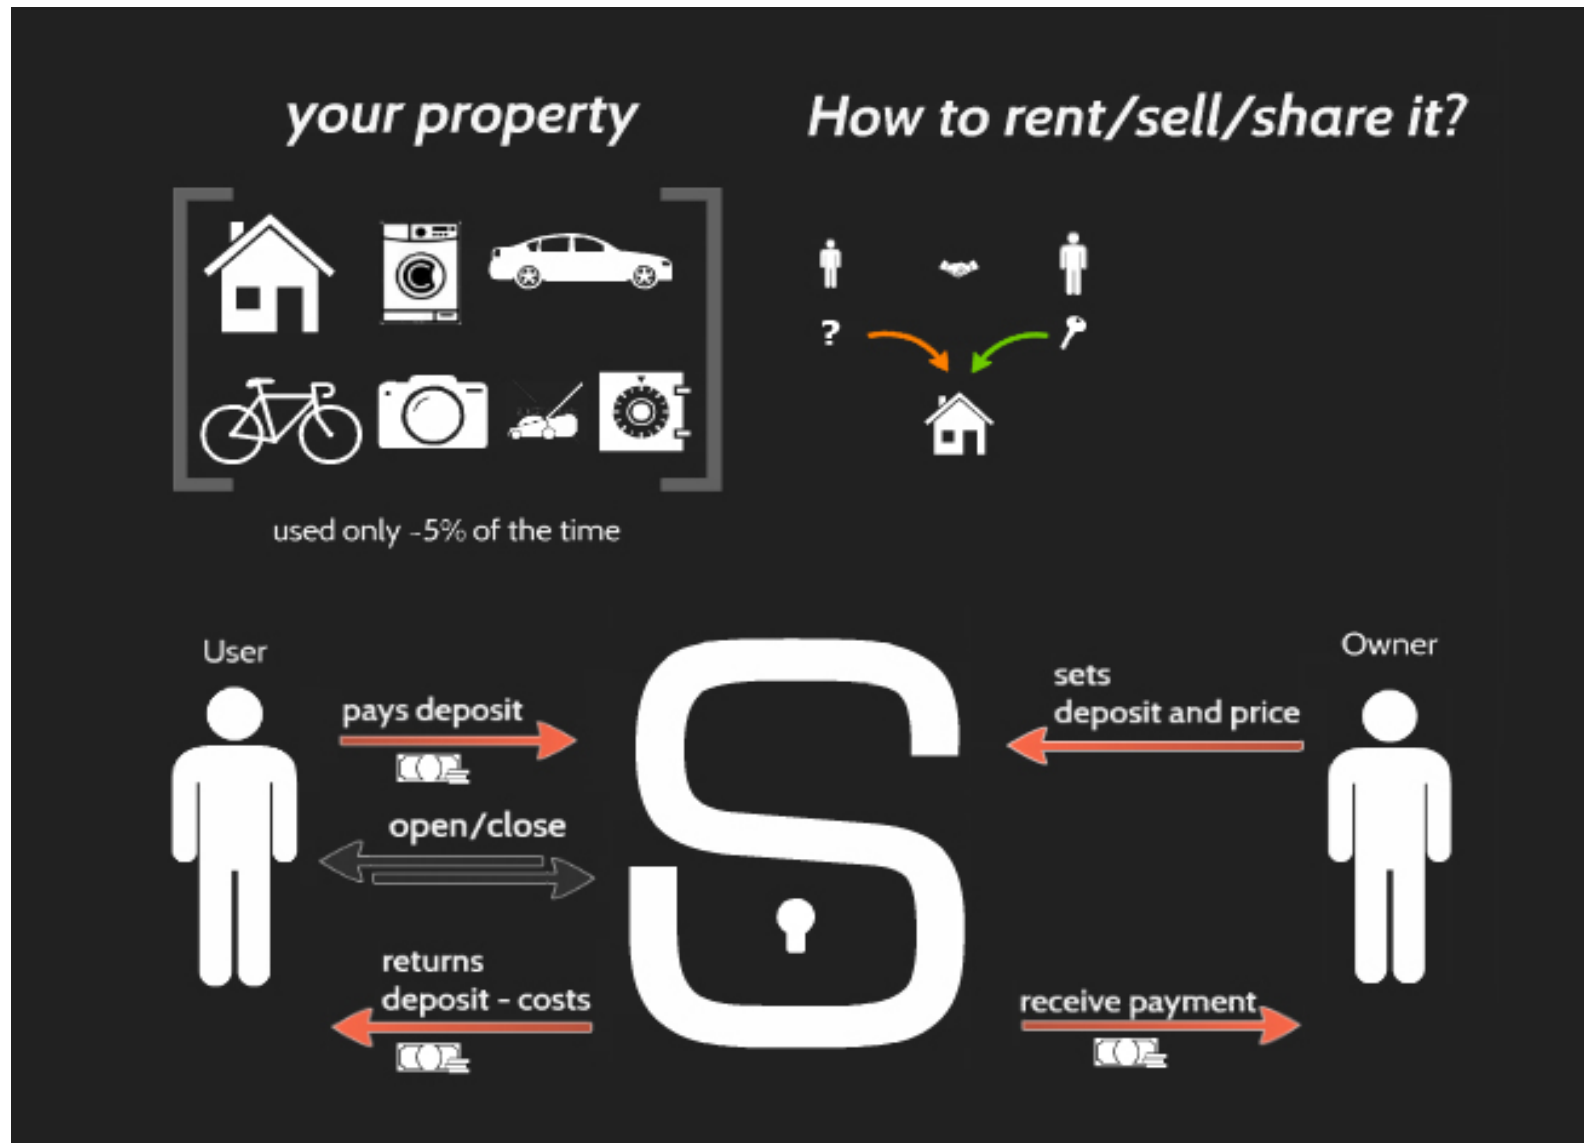 your property
How to rent/sell/share it?
?
used only ~5% of the time
User
Owner
pays deposit
sets
deposit and price
open/close
returns
deposit - costs
receive payment
S